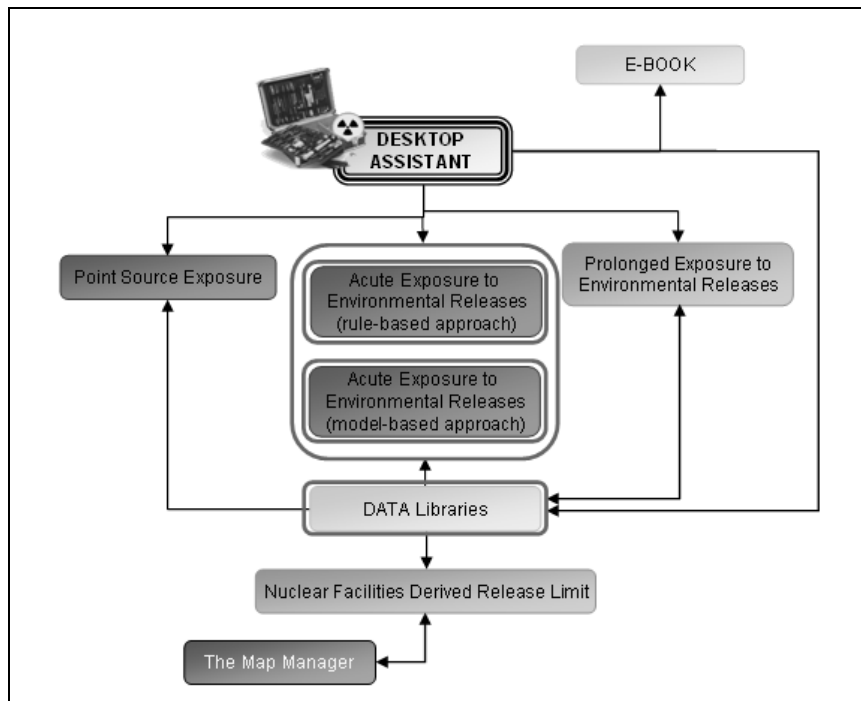 E-BOOK
DESKTOP
ASSISTANT
Point Source Exposure
Acute Exposure to
Environmental Releases
(rule-based approach)
Prolonged Exposure to
Environmental Releases
Acute Exposure to
Environmental Releases
(model-based approach)
DATA Libraries
Nuclear Facilities Derived Release Limit
The Map Manager